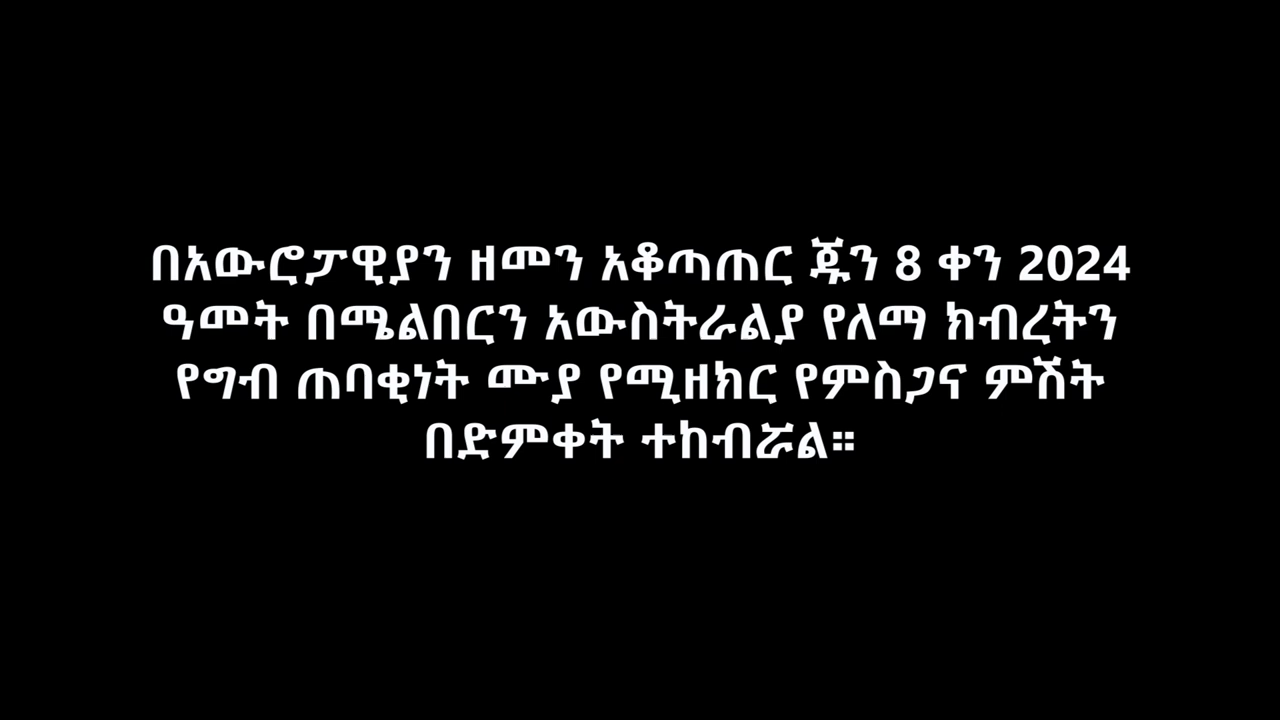 በአውሮፓዊያን ዘመን አቆጣጠር ጁን 8 ቀን 2024
ዓመት በሜልበርን አውስትራልያ የለማ ክብረትን
የግብ ጠባቂነት ሙያ የሚዘክር የምስጋና ምሽት
በድምቀት ተከብሯል።